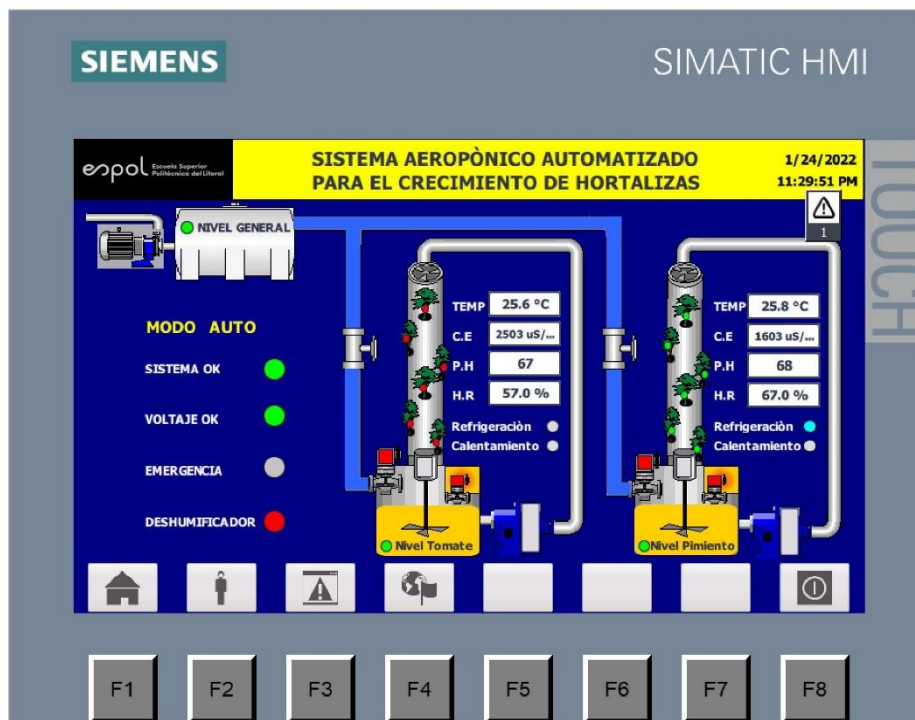 SIEMENS
SIMATIC HMI
TOUCH
espol Escuela Superior
Politécnica del Litoral
SISTEMA AEROPÒNICO AUTOMATIZADO
PARA EL CRECIMIENTO DE HORTALIZAS
1/24/2022
11:29:51 PM
1
NIVEL GENERAL
MODO AUTO
SISTEMA OK
VOLTAJE OK
EMERGENCIA
DESHUMIFICADOR
TEMP 25.6 °C
C.E 2503 uS/...
P.H 67
H.R 57.0 %
Refrigeraciòn
Calentamiento
Nivel Tomate
TEMP 25.8 °C
C.E 1603 uS/...
P.H 68
H.R 67.0 %
Refrigeraciòn
Calentamiento
Nivel Pimiento
F1 F2 F3 F4 F5 F6 F7 F8